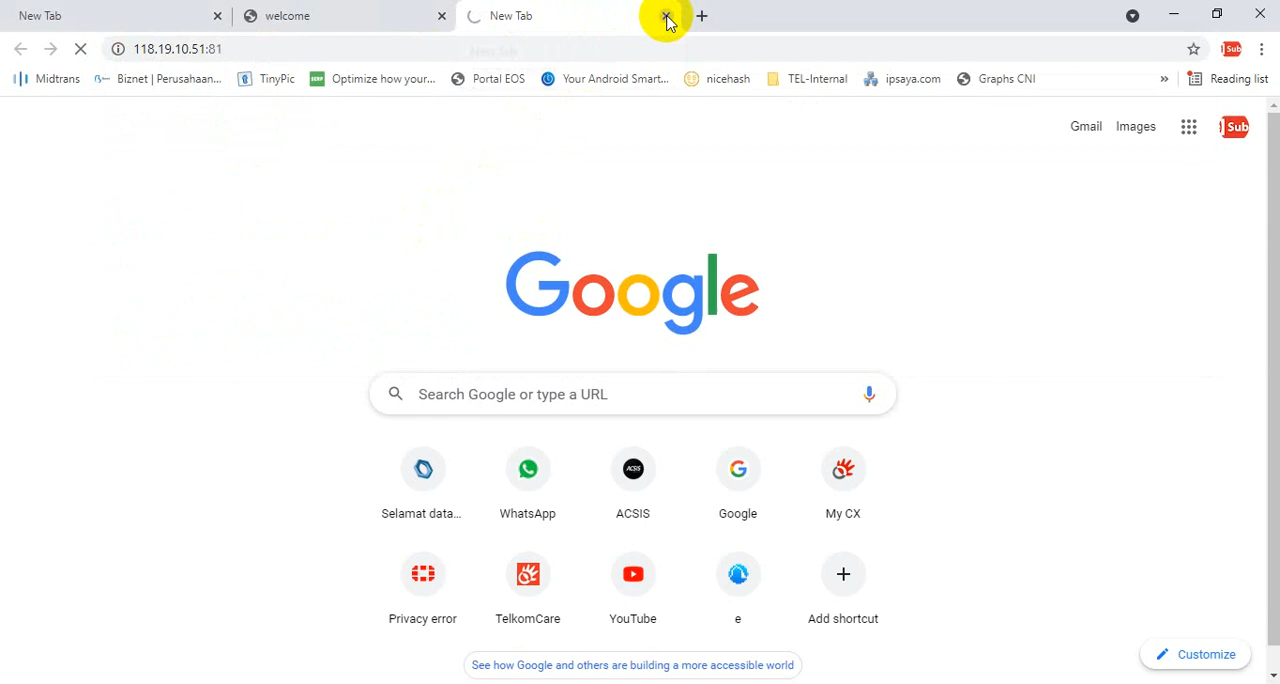 New Tab
welcome
New Tab
118.19.10.51:81
Sub
Midtrans
Biznet | Perusahaan...
TinyPic
Optimize how your...
Portal EOS
Your Android Smart...
nicehash
TEL-Internal
ipsaya.com
Graphs CNI
»
Reading list
Gmail
Images
Sub
Google
Search Google or type a URL
ACSIS
Selamat data...
WhatsApp
ACSIS
Google
My CX
Privacy error
TelkomCare
YouTube
e
Add shortcut
See how Google and others are building a more accessible world
Customize